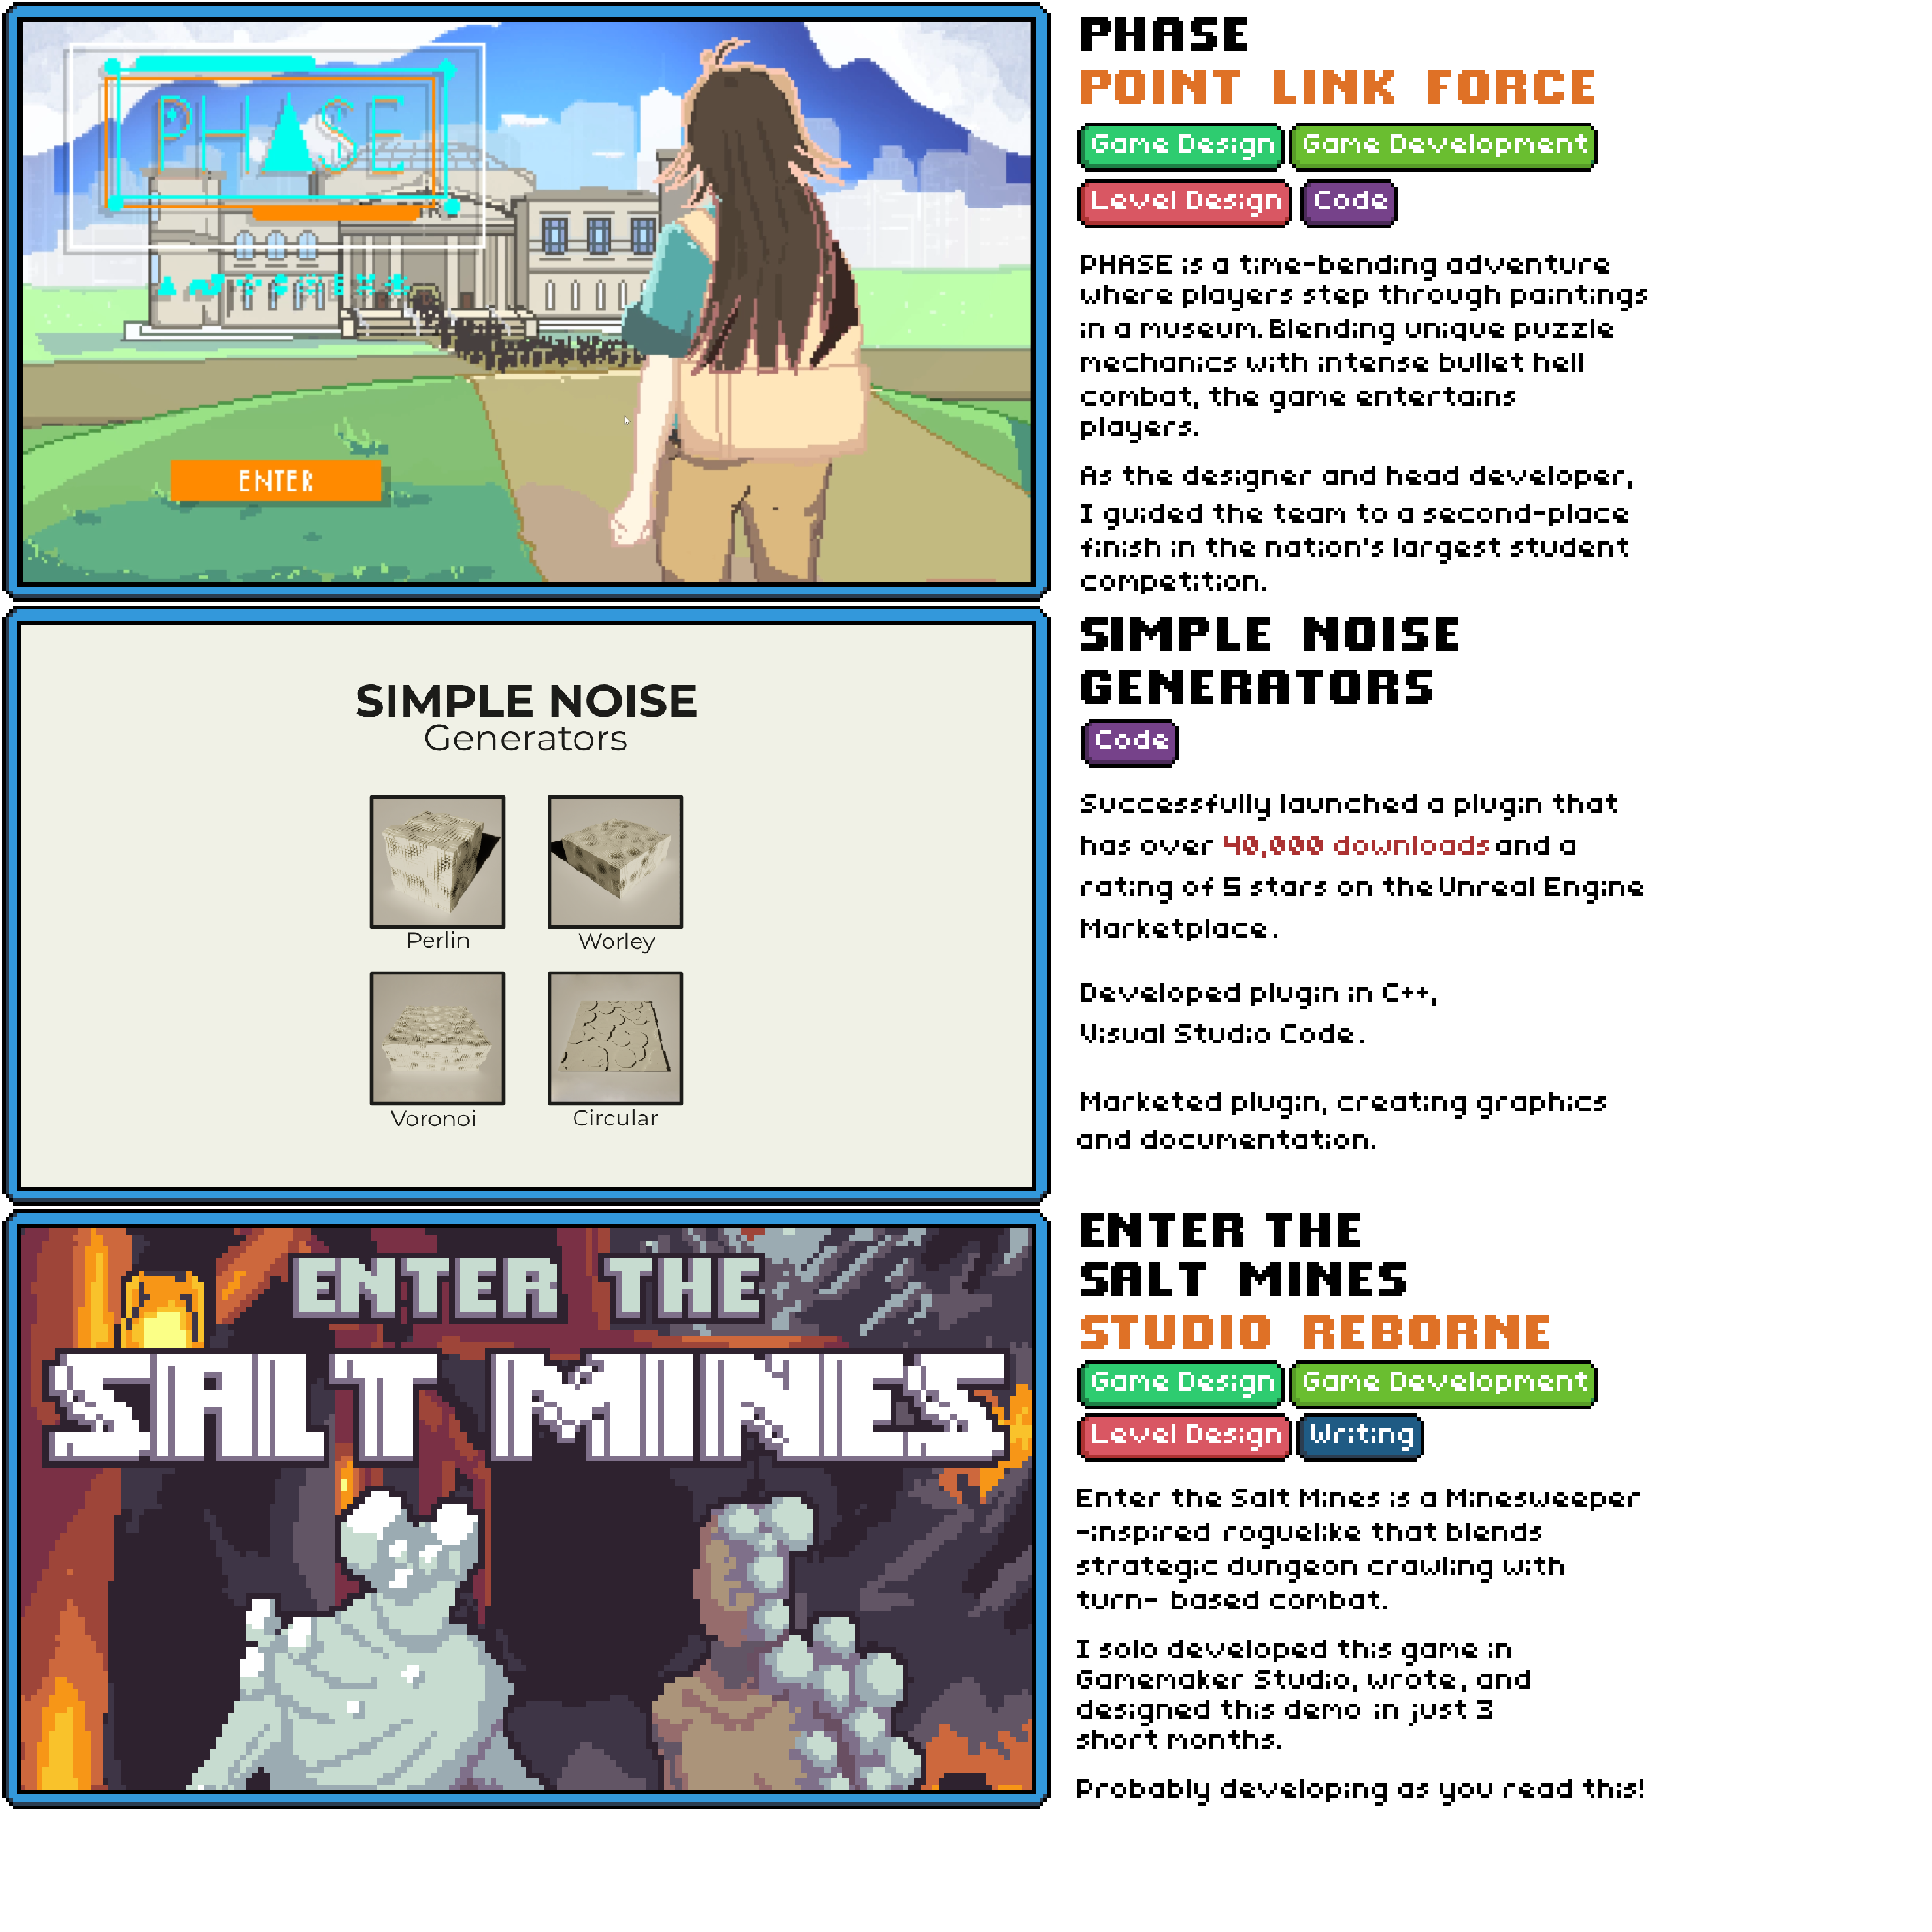 PHASE
ENTER
PHASE
POINT LINK FORCE
Game Design Game Development
Level Design Code
PHASE is a time-bending adventure
where players step through paintings
in a museum. Blending unique puzzle
mechanics with intense bullet hell
combat, the game entertains
players.
As the designer and head developer,
I guided the team to a second-place
finish in the nation's largest student
competition.
SIMPLE NOISE
Generators
Perlin Worley
Voronoi Circular
SIMPLE NOISE
GENERATORS
Code
Successfully launched a plugin that
has over 40,000 downloads and a
rating of 5 stars on the Unreal Engine
Marketplace.
Developed plugin in C++,
Visual Studio Code.
Marketed plugin, creating graphics
and documentation.
ENTER THE
SALT MINES
ENTER THE
SALT MINES
STUDIO REBORNE
Game Design Game Development
Level Design Writing
Enter the Salt Mines is a Minesweeper
-inspired roguelike that blends
strategic dungeon crawling with
turn- based combat.
I solo developed this game in
Gamemaker Studio, wrote, and
designed this demo in just 3
short months.
Probably developing as you read this!